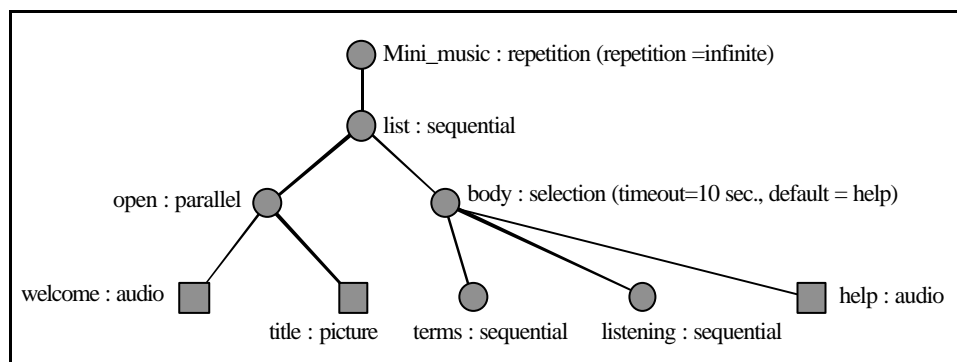 Mini_music : repetition (repetition =infinite)
list : sequential
open : parallel
body : selection (timeout=10 sec., default = help)
welcome : audio
title : picture
terms : sequential
listening : sequential
help : audio